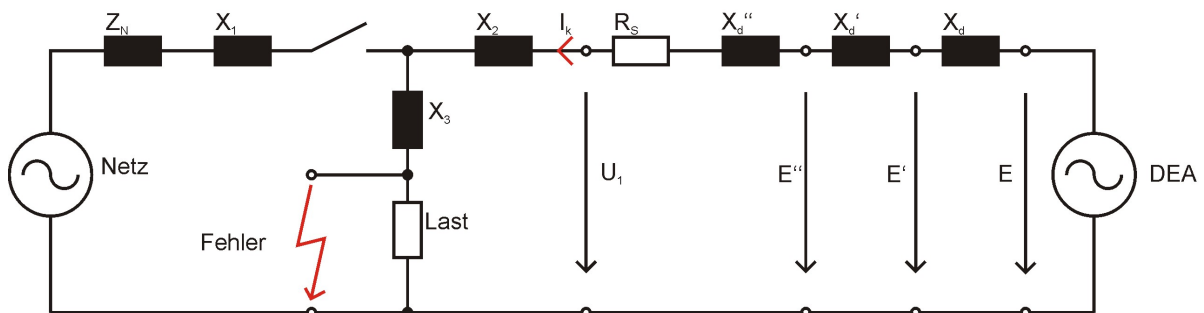 Z_N X_1 X_2 I_k R_S X_d“ X_d‘ X_d
X_3
Netz U_1 E“ E‘ E DEA
Last
Fehler